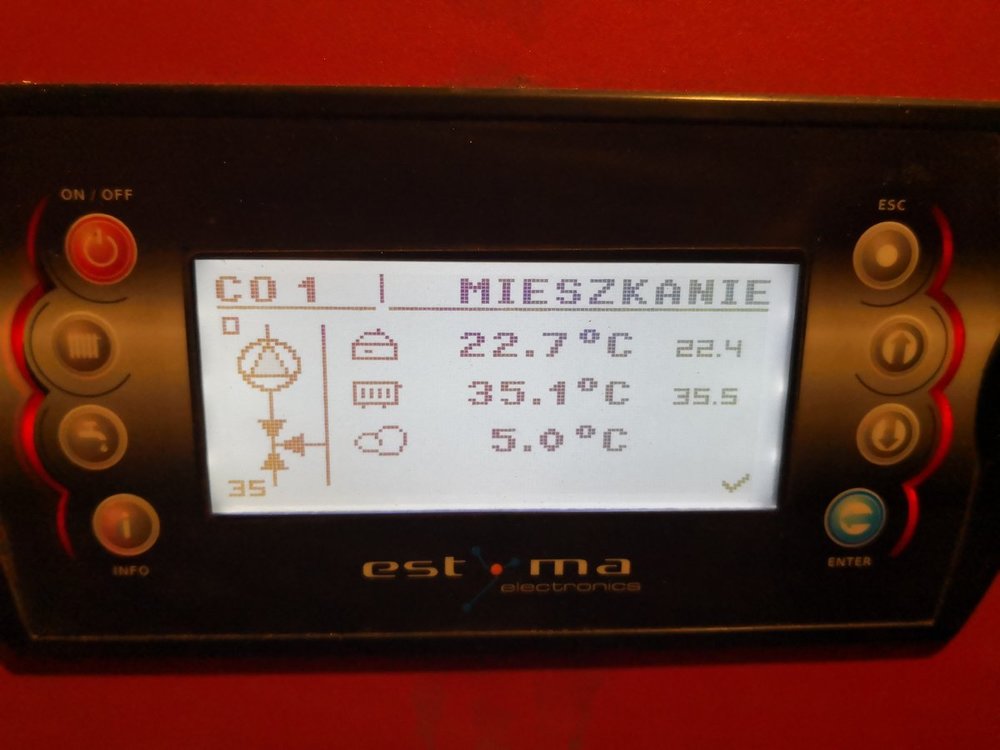 ON / OFF
ESC
CO 1 MIESZKANIE
D
22.7°C 22.4
35.1°C 35.5
5.0°C
35
INFO
ENTER
estyma
electronics